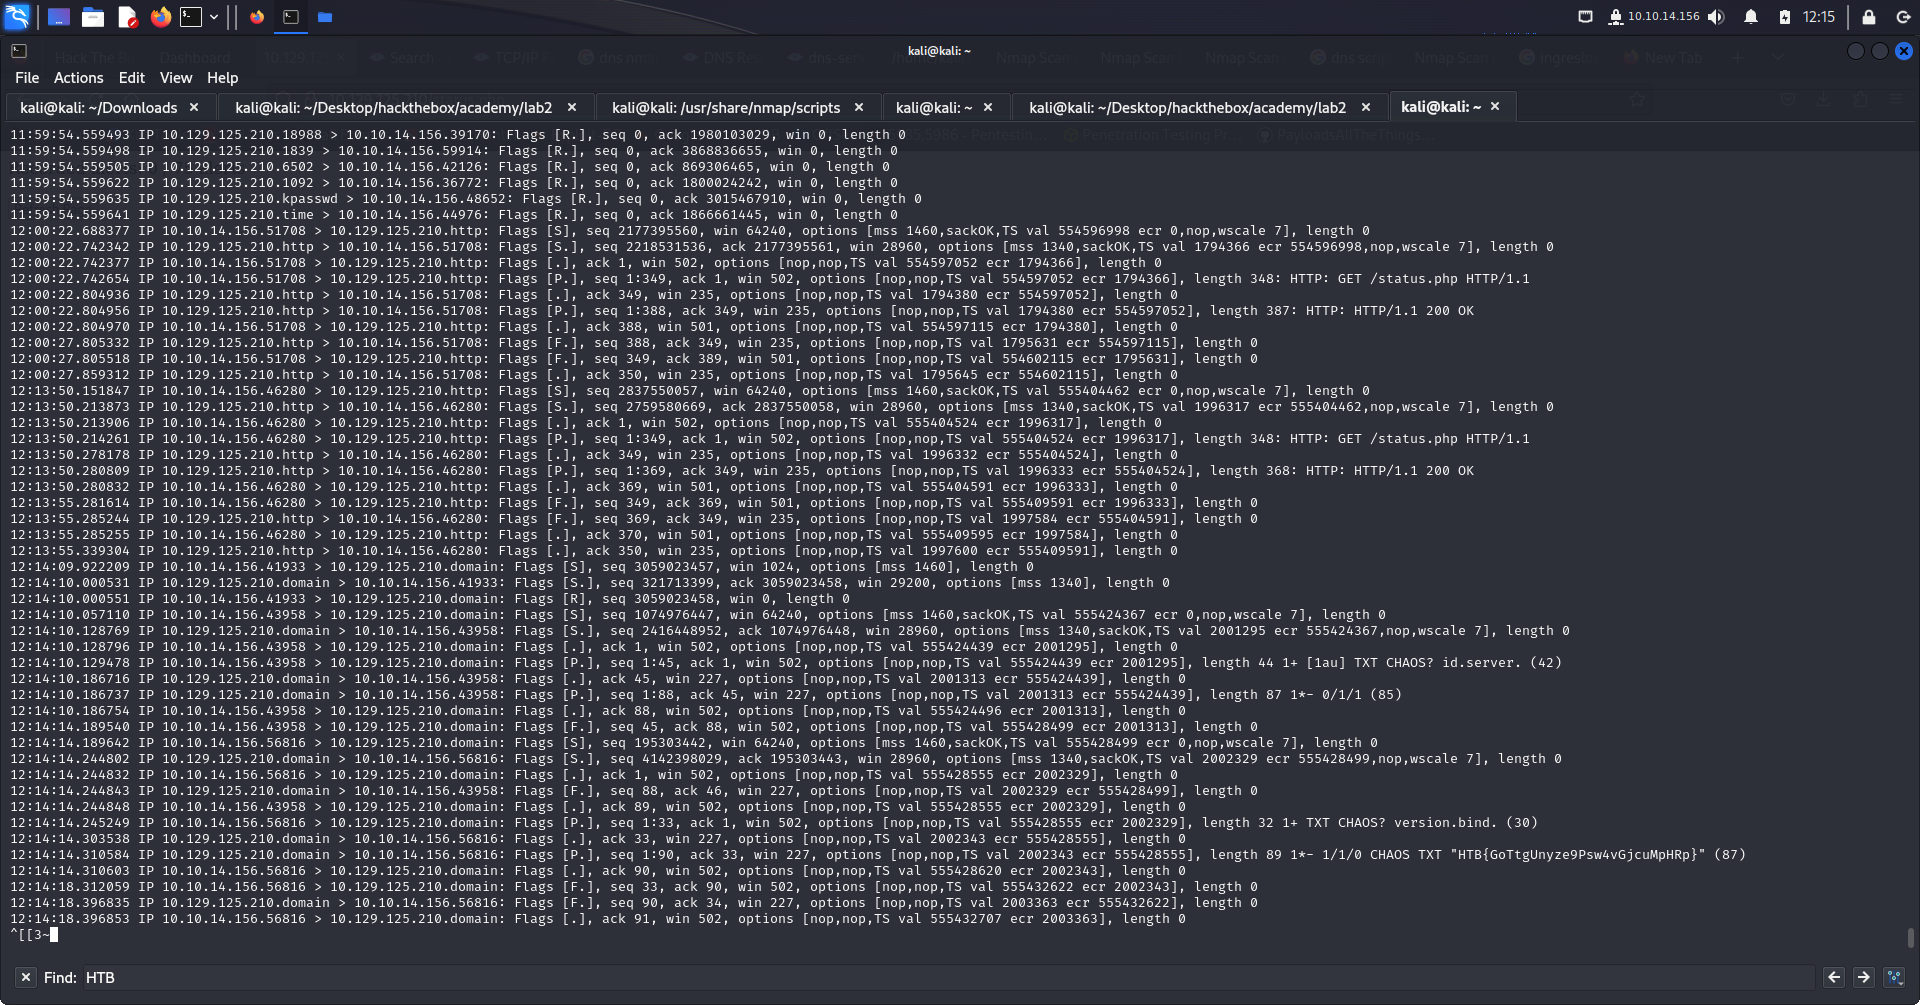 10.10.14.156 12:15
kali@kali: ~
File Actions Edit View Help
kali@kali: ~/Downloads × kali@kali: ~/Desktop/hackthebox/academy/lab2 × kali@kali: /usr/share/nmap/scripts × kali@kali: ~ × kali@kali: ~/Desktop/hackthebox/academy/lab2 × kali@kali: ~ ×
11:59:54.559493 IP 10.129.125.210.18988 > 10.10.14.156.39170: Flags [R.], seq 0, ack 1980103029, win 0, length 0
11:59:54.559498 IP 10.129.125.210.1839 > 10.10.14.156.59914: Flags [R.], seq 0, ack 3868836655, win 0, length 0
11:59:54.559505 IP 10.129.125.210.6502 > 10.10.14.156.42126: Flags [R.], seq 0, ack 869306465, win 0, length 0
11:59:54.559622 IP 10.129.125.210.1092 > 10.10.14.156.36772: Flags [R.], seq 0, ack 1800024242, win 0, length 0
11:59:54.559635 IP 10.129.125.210.kpasswd > 10.10.14.156.48652: Flags [R.], seq 0, ack 3015467910, win 0, length 0
11:59:54.559641 IP 10.129.125.210.time > 10.10.14.156.44976: Flags [R.], seq 0, ack 1866661445, win 0, length 0
12:00:22.688377 IP 10.10.14.156.51708 > 10.129.125.210.http: Flags [S], seq 2177395560, win 64240, options [mss 1460,sackOK,TS val 554596998 ecr 0,nop,wscale 7], length 0
12:00:22.742342 IP 10.129.125.210.http > 10.10.14.156.51708: Flags [S.], seq 2218531536, ack 2177395561, win 28960, options [mss 1340,sackOK,TS val 1794366 ecr 554596998,nop,wscale 7], length 0
12:00:22.742377 IP 10.10.14.156.51708 > 10.129.125.210.http: Flags [.], ack 1, win 502, options [nop,nop,TS val 554597052 ecr 1794366], length 0
12:00:22.742654 IP 10.10.14.156.51708 > 10.129.125.210.http: Flags [P.], seq 1:349, ack 1, win 502, options [nop,nop,TS val 554597052 ecr 1794366], length 348: HTTP: GET /status.php HTTP/1.1
12:00:22.804936 IP 10.129.125.210.http > 10.10.14.156.51708: Flags [.], ack 349, win 235, options [nop,nop,TS val 1794380 ecr 554597052], length 0
12:00:22.804956 IP 10.129.125.210.http > 10.10.14.156.51708: Flags [P.], seq 1:388, ack 349, win 235, options [nop,nop,TS val 1794380 ecr 554597052], length 387: HTTP: HTTP/1.1 200 OK
12:00:22.804970 IP 10.10.14.156.51708 > 10.129.125.210.http: Flags [.], ack 388, win 501, options [nop,nop,TS val 554597115 ecr 1794380], length 0
12:00:27.805332 IP 10.129.125.210.http > 10.10.14.156.51708: Flags [F.], seq 388, ack 349, win 235, options [nop,nop,TS val 1795631 ecr 554597115], length 0
12:00:27.805518 IP 10.10.14.156.51708 > 10.129.125.210.http: Flags [F.], seq 349, ack 389, win 501, options [nop,nop,TS val 554602115 ecr 1795631], length 0
12:00:27.859312 IP 10.129.125.210.http > 10.10.14.156.51708: Flags [.], ack 350, win 235, options [nop,nop,TS val 1795645 ecr 554602115], length 0
12:13:50.151847 IP 10.10.14.156.46280 > 10.129.125.210.http: Flags [S], seq 2837550057, win 64240, options [mss 1460,sackOK,TS val 555404462 ecr 0,nop,wscale 7], length 0
12:13:50.213873 IP 10.129.125.210.http > 10.10.14.156.46280: Flags [S.], seq 2759580669, ack 2837550058, win 28960, options [mss 1340,sackOK,TS val 1996317 ecr 555404462,nop,wscale 7], length 0
12:13:50.213906 IP 10.10.14.156.46280 > 10.129.125.210.http: Flags [.], ack 1, win 502, options [nop,nop,TS val 555404524 ecr 1996317], length 0
12:13:50.214261 IP 10.10.14.156.46280 > 10.129.125.210.http: Flags [P.], seq 1:349, ack 1, win 502, options [nop,nop,TS val 555404524 ecr 1996317], length 348: HTTP: GET /status.php HTTP/1.1
12:13:50.278178 IP 10.129.125.210.http > 10.10.14.156.46280: Flags [.], ack 349, win 235, options [nop,nop,TS val 1996332 ecr 555404524], length 0
12:13:50.280809 IP 10.129.125.210.http > 10.10.14.156.46280: Flags [P.], seq 1:369, ack 349, win 235, options [nop,nop,TS val 1996333 ecr 555404524], length 368: HTTP: HTTP/1.1 200 OK
12:13:50.280832 IP 10.10.14.156.46280 > 10.129.125.210.http: Flags [.], ack 369, win 501, options [nop,nop,TS val 555404591 ecr 1996333], length 0
12:13:55.281614 IP 10.10.14.156.46280 > 10.129.125.210.http: Flags [F.], seq 349, ack 369, win 501, options [nop,nop,TS val 555409591 ecr 1996333], length 0
12:13:55.285244 IP 10.129.125.210.http > 10.10.14.156.46280: Flags [F.], seq 369, ack 349, win 235, options [nop,nop,TS val 1997584 ecr 555404591], length 0
12:13:55.285255 IP 10.10.14.156.46280 > 10.129.125.210.http: Flags [.], ack 370, win 501, options [nop,nop,TS val 555409595 ecr 1997584], length 0
12:13:55.339304 IP 10.129.125.210.http > 10.10.14.156.46280: Flags [.], ack 350, win 235, options [nop,nop,TS val 1997600 ecr 555409591], length 0
12:14:09.922209 IP 10.10.14.156.41933 > 10.129.125.210.domain: Flags [S], seq 3059023457, win 1024, options [mss 1460], length 0
12:14:10.000531 IP 10.129.125.210.domain > 10.10.14.156.41933: Flags [S.], seq 321713399, ack 3059023458, win 29200, options [mss 1340], length 0
12:14:10.000551 IP 10.10.14.156.41933 > 10.129.125.210.domain: Flags [R], seq 3059023458, win 0, length 0
12:14:10.057110 IP 10.10.14.156.43958 > 10.129.125.210.domain: Flags [S], seq 1074976447, win 64240, options [mss 1460,sackOK,TS val 555424367 ecr 0,nop,wscale 7], length 0
12:14:10.128769 IP 10.129.125.210.domain > 10.10.14.156.43958: Flags [S.], seq 2416448952, ack 1074976448, win 28960, options [mss 1340,sackOK,TS val 2001295 ecr 555424367,nop,wscale 7], length 0
12:14:10.128796 IP 10.10.14.156.43958 > 10.129.125.210.domain: Flags [.], ack 1, win 502, options [nop,nop,TS val 555424439 ecr 2001295], length 0
12:14:10.129478 IP 10.10.14.156.43958 > 10.129.125.210.domain: Flags [P.], seq 1:45, ack 1, win 502, options [nop,nop,TS val 555424439 ecr 2001295], length 44 1+ [1au] TXT CHAOS? id.server. (42)
12:14:10.186716 IP 10.129.125.210.domain > 10.10.14.156.43958: Flags [.], ack 45, win 227, options [nop,nop,TS val 2001313 ecr 555424439], length 0
12:14:10.186737 IP 10.129.125.210.domain > 10.10.14.156.43958: Flags [P.], seq 1:88, ack 45, win 227, options [nop,nop,TS val 2001313 ecr 555424439], length 87 1*- 0/1/1 (85)
12:14:10.186754 IP 10.10.14.156.43958 > 10.129.125.210.domain: Flags [.], ack 88, win 502, options [nop,nop,TS val 555424496 ecr 2001313], length 0
12:14:14.189540 IP 10.10.14.156.43958 > 10.129.125.210.domain: Flags [F.], seq 45, ack 88, win 502, options [nop,nop,TS val 555428499 ecr 2001313], length 0
12:14:14.189642 IP 10.10.14.156.56816 > 10.129.125.210.domain: Flags [S], seq 195303442, win 64240, options [mss 1460,sackOK,TS val 555428499 ecr 0,nop,wscale 7], length 0
12:14:14.244802 IP 10.129.125.210.domain > 10.10.14.156.56816: Flags [S.], seq 4142398029, ack 195303443, win 28960, options [mss 1340,sackOK,TS val 2002329 ecr 555428499,nop,wscale 7], length 0
12:14:14.244832 IP 10.10.14.156.56816 > 10.129.125.210.domain: Flags [.], ack 1, win 502, options [nop,nop,TS val 555428555 ecr 2002329], length 0
12:14:14.244843 IP 10.129.125.210.domain > 10.10.14.156.43958: Flags [F.], seq 88, ack 46, win 227, options [nop,nop,TS val 2002329 ecr 555428499], length 0
12:14:14.244848 IP 10.10.14.156.43958 > 10.129.125.210.domain: Flags [.], ack 89, win 502, options [nop,nop,TS val 555428555 ecr 2002329], length 0
12:14:14.245249 IP 10.10.14.156.56816 > 10.129.125.210.domain: Flags [P.], seq 1:33, ack 1, win 502, options [nop,nop,TS val 555428555 ecr 2002329], length 32 1+ TXT CHAOS? version.bind. (30)
12:14:14.303538 IP 10.129.125.210.domain > 10.10.14.156.56816: Flags [.], ack 33, win 227, options [nop,nop,TS val 2002343 ecr 555428555], length 0
12:14:14.310584 IP 10.129.125.210.domain > 10.10.14.156.56816: Flags [P.], seq 1:90, ack 33, win 227, options [nop,nop,TS val 2002343 ecr 555428555], length 89 1*- 1/1/0 CHAOS TXT "HTB{GoTtgUnyze9Psw4vGjcuMpHRp}" (87)
12:14:14.310603 IP 10.10.14.156.56816 > 10.129.125.210.domain: Flags [.], ack 90, win 502, options [nop,nop,TS val 555428620 ecr 2002343], length 0
12:14:18.312059 IP 10.10.14.156.56816 > 10.129.125.210.domain: Flags [F.], seq 33, ack 90, win 502, options [nop,nop,TS val 555432622 ecr 2002343], length 0
12:14:18.396835 IP 10.129.125.210.domain > 10.10.14.156.56816: Flags [F.], seq 90, ack 34, win 227, options [nop,nop,TS val 2003363 ecr 555432622], length 0
12:14:18.396853 IP 10.10.14.156.56816 > 10.129.125.210.domain: Flags [.], ack 91, win 502, options [nop,nop,TS val 555432707 ecr 2003363], length 0
^[[3~
Find: HTB